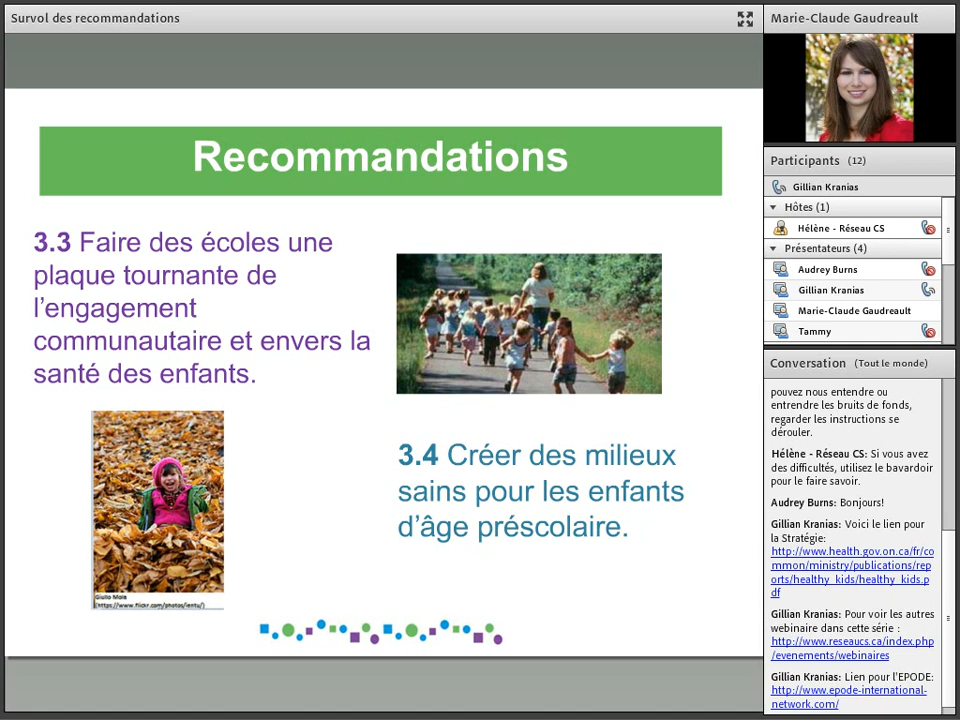 Survol des recommandations
Recommandations
3.3 Faire des écoles une
plaque tournante de
l'engagement
communautaire et envers la
santé des enfants.
3.4 Créer des milieux
sains pour les enfants
d'âge préscolaire.
Giulio Mola
(https://www.flickr.com/photos/ientu/)
Marie-Claude Gaudreault
Participants (12)
Gillian Kranias
Hôtes (1)
Hélène - Réseau CS
Présentateurs (4)
Audrey Burns
Gillian Kranias
Marie-Claude Gaudreault
Tammy
Conversation (Tout le monde)
pouvez nous entendre ou
entrendre les bruits de fonds,
regarder les instructions se
dérouler.
Hélène - Réseau CS: Si vous avez
des difficultés, utilisez le bavardoir
pour le faire savoir.
Audrey Burns: Bonjours!
Gillian Kranias: Voici le lien pour
la Stratégie:
http://www.health.gov.on.ca/fr/co
mmon/ministry/publications/rep
orts/healthy_kids/healthy_kids.p
df
Gillian Kranias: Pour voir les autres
webinaire dans cette série :
http://www.reseaucs.ca/index.php
/evenements/webinaires
Gillian Kranias: Lien pour l'EPODE:
http://www.epode-international-
network.com/